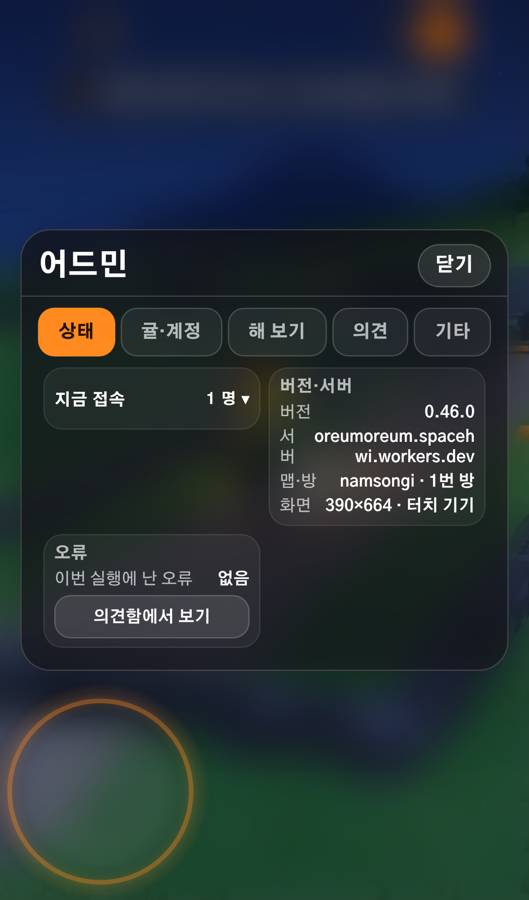 어드민
닫기
상태
귤·계정
해 보기
의견
기타
지금 접속 1 명 ▾
버전·서버
버전 0.46.0
서버 oreumoreum.spaceh
wi.workers.dev
맵·방 namsongi · 1번 방
화면 390×664 · 터치 기기
오류
이번 실행에 난 오류 없음
의견함에서 보기